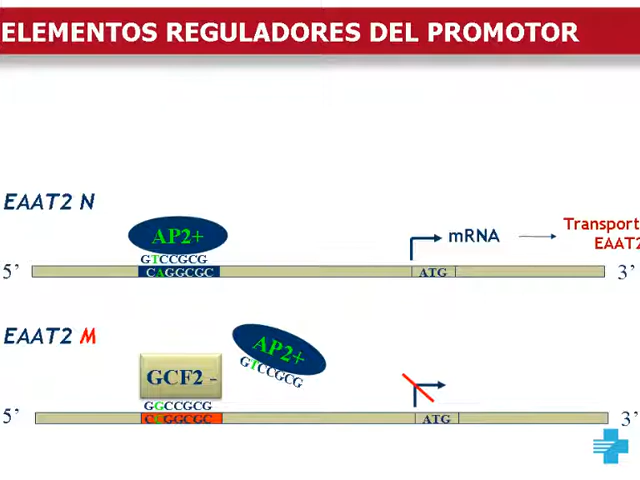 ELEMENTOS REGULADORES DEL PROMOTOR
EAAT2 N
AP2+
GTCCGCG
CAGGCGC
mRNA
Transport
EAAT2
5’
ATG
3’
EAAT2 M
AP2+
GTCCGCG
GCF2 -
GGCCGCG
GGCGC
5’
ATG
3’